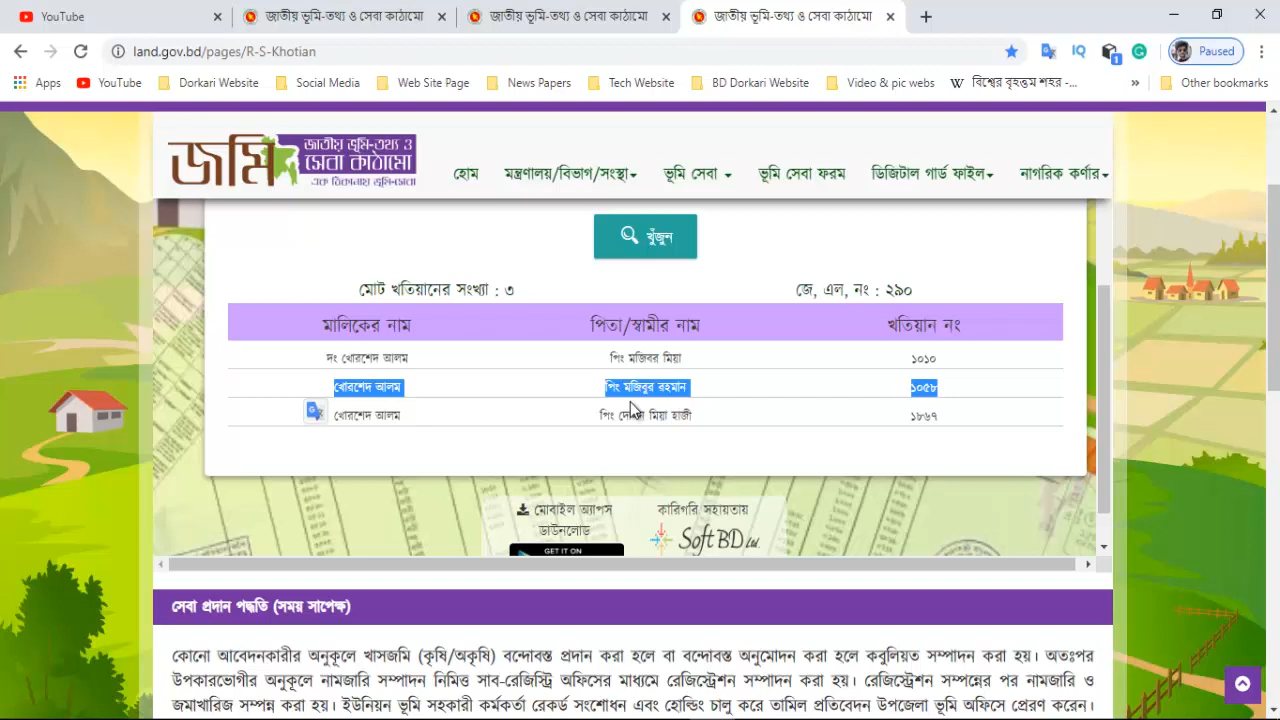 YouTube
জাতীয় ভূমি-তথ্য ও সেবা কাঠামো
জাতীয় ভূমি-তথ্য ও সেবা কাঠামো
জাতীয় ভূমি-তথ্য ও সেবা কাঠামো
land.gov.bd/pages/R-S-Khotian
IQ
1
Paused
Apps YouTube Dorkari Website Social Media Web Site Page News Papers Tech Website BD Dorkari Website Video & pic webs W বিশ্বের বৃহত্তম শহর -... » Other bookmarks
জমি
জাতীয় ভূমি-তথ্য ও
সেবা কাঠামো
এক ঠিকানায় ভূমি-সেবা
হোম মন্ত্রণালয়/বিভাগ/সংস্থা ভূমি সেবা ভূমি সেবা ফরম ডিজিটাল গার্ড ফাইল নাগরিক কর্ণার
খুঁজুন
মোট খতিয়ানের সংখ্যা : ৩ জে, এল, নং : ২৯০
মালিকের নাম পিতা/স্বামীর নাম খতিয়ান নং
দং খোরশেদ আলম পিং মজিবর মিয়া ১০১০
খোরশেদ আলম পিং মজিবুর রহমান ১০৫৮
খোরশেদ আলম পিং মিয়া হাজী ১৮৬৭
মোবাইল অ্যাপস
ডাউনলোড
GET IT ON
কারিগরি সহায়তায়
SoftBD Ltd.
সেবা প্রদান পদ্ধতি (সময় সাপেক্ষ)
কোনো আবেদনকারীর অনুকূলে খাসজমি (কৃষি/অকৃষি) বন্দোবস্ত প্রদান করা হলে বা বন্দোবস্ত অনুমোদন করা হলে কবুলিয়ত সম্পাদন করা হয়। অতঃপর
উপকারভোগীর অনুকূলে নামজারি সম্পাদন নিমিত্ত সাব-রেজিস্ট্রি অফিসের মাধ্যমে রেজিস্ট্রেশন সম্পাদন করা হয়। রেজিস্ট্রেশন সম্পন্নের পর নামজারি ও
জমাখারিজ সম্পন্ন করা হয়। ইউনিয়ন ভূমি সহকারী কর্মকর্তা রেকর্ড সংশোধন এবং হোল্ডিং চালু করে তামিল প্রতিবেদন উপজেলা ভূমি অফিসে প্রেরণ করেন।